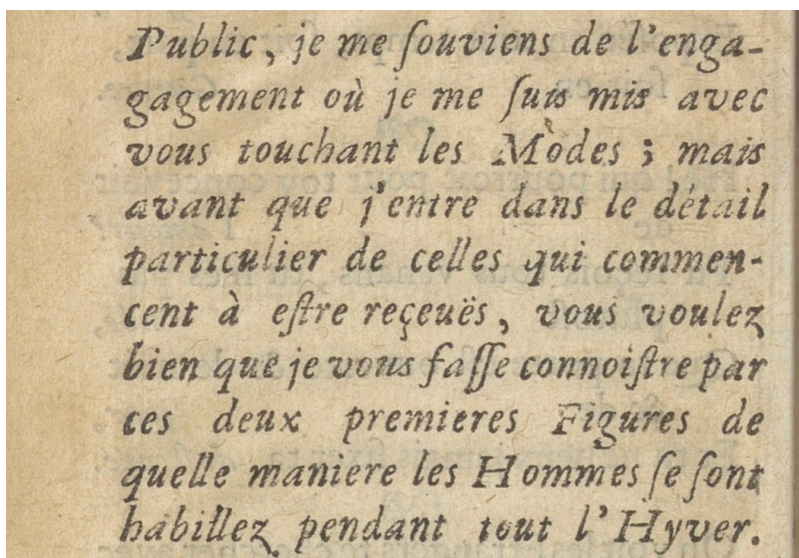 Public, je me ſouviens de l'enga-
gagement où je me ſuis mis avec
vous touchant les Modes ; mais
avant que j'entre dans le détail
particulier de celles qui commen-
cent à eſtre reçeuës, vous voulez
bien que je vous faſſe connoiſtre par
ces deux premieres Figures de
quelle maniere les Hommes ſe ſont
habillez pendant tout l'Hyver.